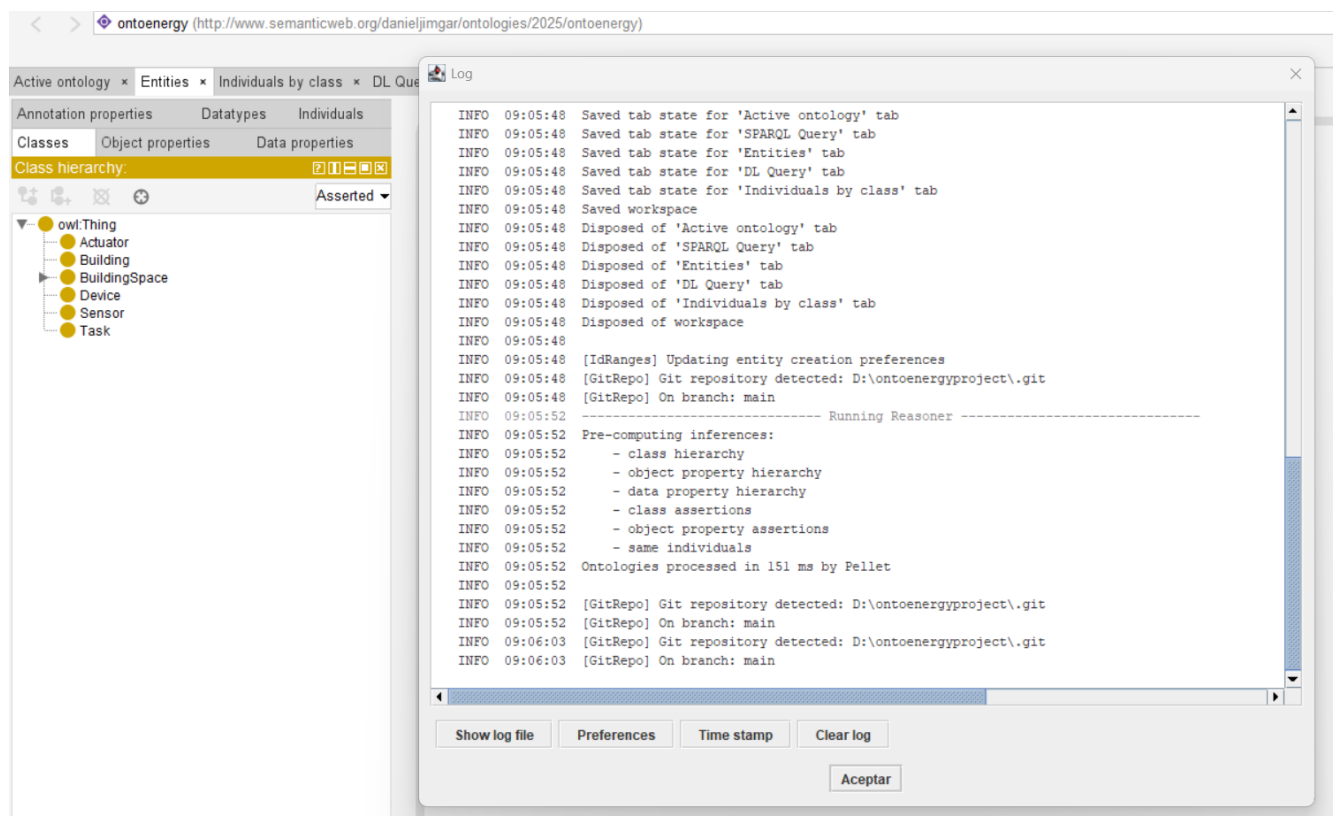 ontoenergy (http://www.semanticweb.org/danieljimgar/ontologies/2025/ontoenergy)
Active ontology × Entities × Individuals by class × DL Que
Annotation properties Datatypes Individuals
Classes Object properties Data properties
Class hierarchy:
Asserted
owl:Thing
Actuator
Building
BuildingSpace
Device
Sensor
Task
Log
INFO 09:05:48 Saved tab state for 'Active ontology' tab
INFO 09:05:48 Saved tab state for 'SPARQL Query' tab
INFO 09:05:48 Saved tab state for 'Entities' tab
INFO 09:05:48 Saved tab state for 'DL Query' tab
INFO 09:05:48 Saved tab state for 'Individuals by class' tab
INFO 09:05:48 Saved workspace
INFO 09:05:48 Disposed of 'Active ontology' tab
INFO 09:05:48 Disposed of 'SPARQL Query' tab
INFO 09:05:48 Disposed of 'Entities' tab
INFO 09:05:48 Disposed of 'DL Query' tab
INFO 09:05:48 Disposed of 'Individuals by class' tab
INFO 09:05:48 Disposed of workspace
INFO 09:05:48
INFO 09:05:48 [IdRanges] Updating entity creation preferences
INFO 09:05:48 [GitRepo] Git repository detected: D:\ontoenergyproject\.git
INFO 09:05:48 [GitRepo] On branch: main
INFO 09:05:52 ------------------------------- Running Reasoner -------------------------------
INFO 09:05:52 Pre-computing inferences:
INFO 09:05:52 - class hierarchy
INFO 09:05:52 - object property hierarchy
INFO 09:05:52 - data property hierarchy
INFO 09:05:52 - class assertions
INFO 09:05:52 - object property assertions
INFO 09:05:52 - same individuals
INFO 09:05:52 Ontologies processed in 151 ms by Pellet
INFO 09:05:52
INFO 09:05:52 [GitRepo] Git repository detected: D:\ontoenergyproject\.git
INFO 09:05:52 [GitRepo] On branch: main
INFO 09:06:03 [GitRepo] Git repository detected: D:\ontoenergyproject\.git
INFO 09:06:03 [GitRepo] On branch: main
Show log file Preferences Time stamp Clear log
Aceptar